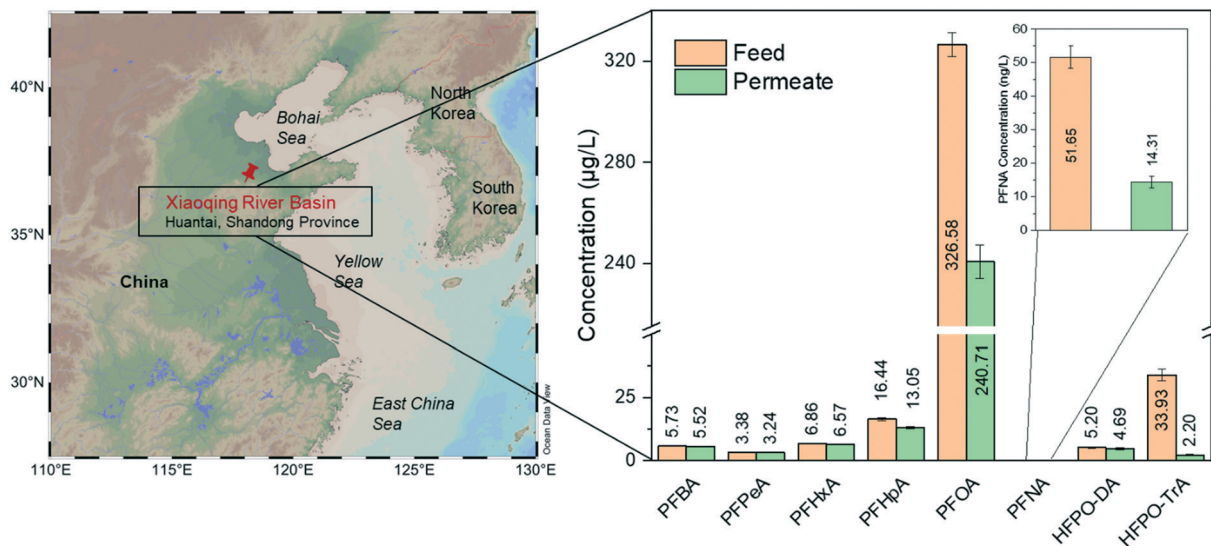 40°N
35°N
30°N
110°E
115°E
120°E
125°E
130°E
Bohai
Sea
North
Korea
South
Korea
Xiaoqing River Basin
Huantai, Shandong Province
China
Yellow
Sea
East China
Sea
Ocean Data View
Concentration (µg/L)
320
280
240
25
0
Feed
Permeate
5.73
5.52
3.38
3.24
6.86
6.57
16.44
13.05
326.58
240.71
5.20
4.69
33.93
2.20
PFBA
PFPeA
PFHxA
PFHpA
PFOA
PFNA
HFPO-DA
HFPO-TrA
PFNA Concentration (ng/L)
60
50
40
30
20
10
0
51.65
14.31